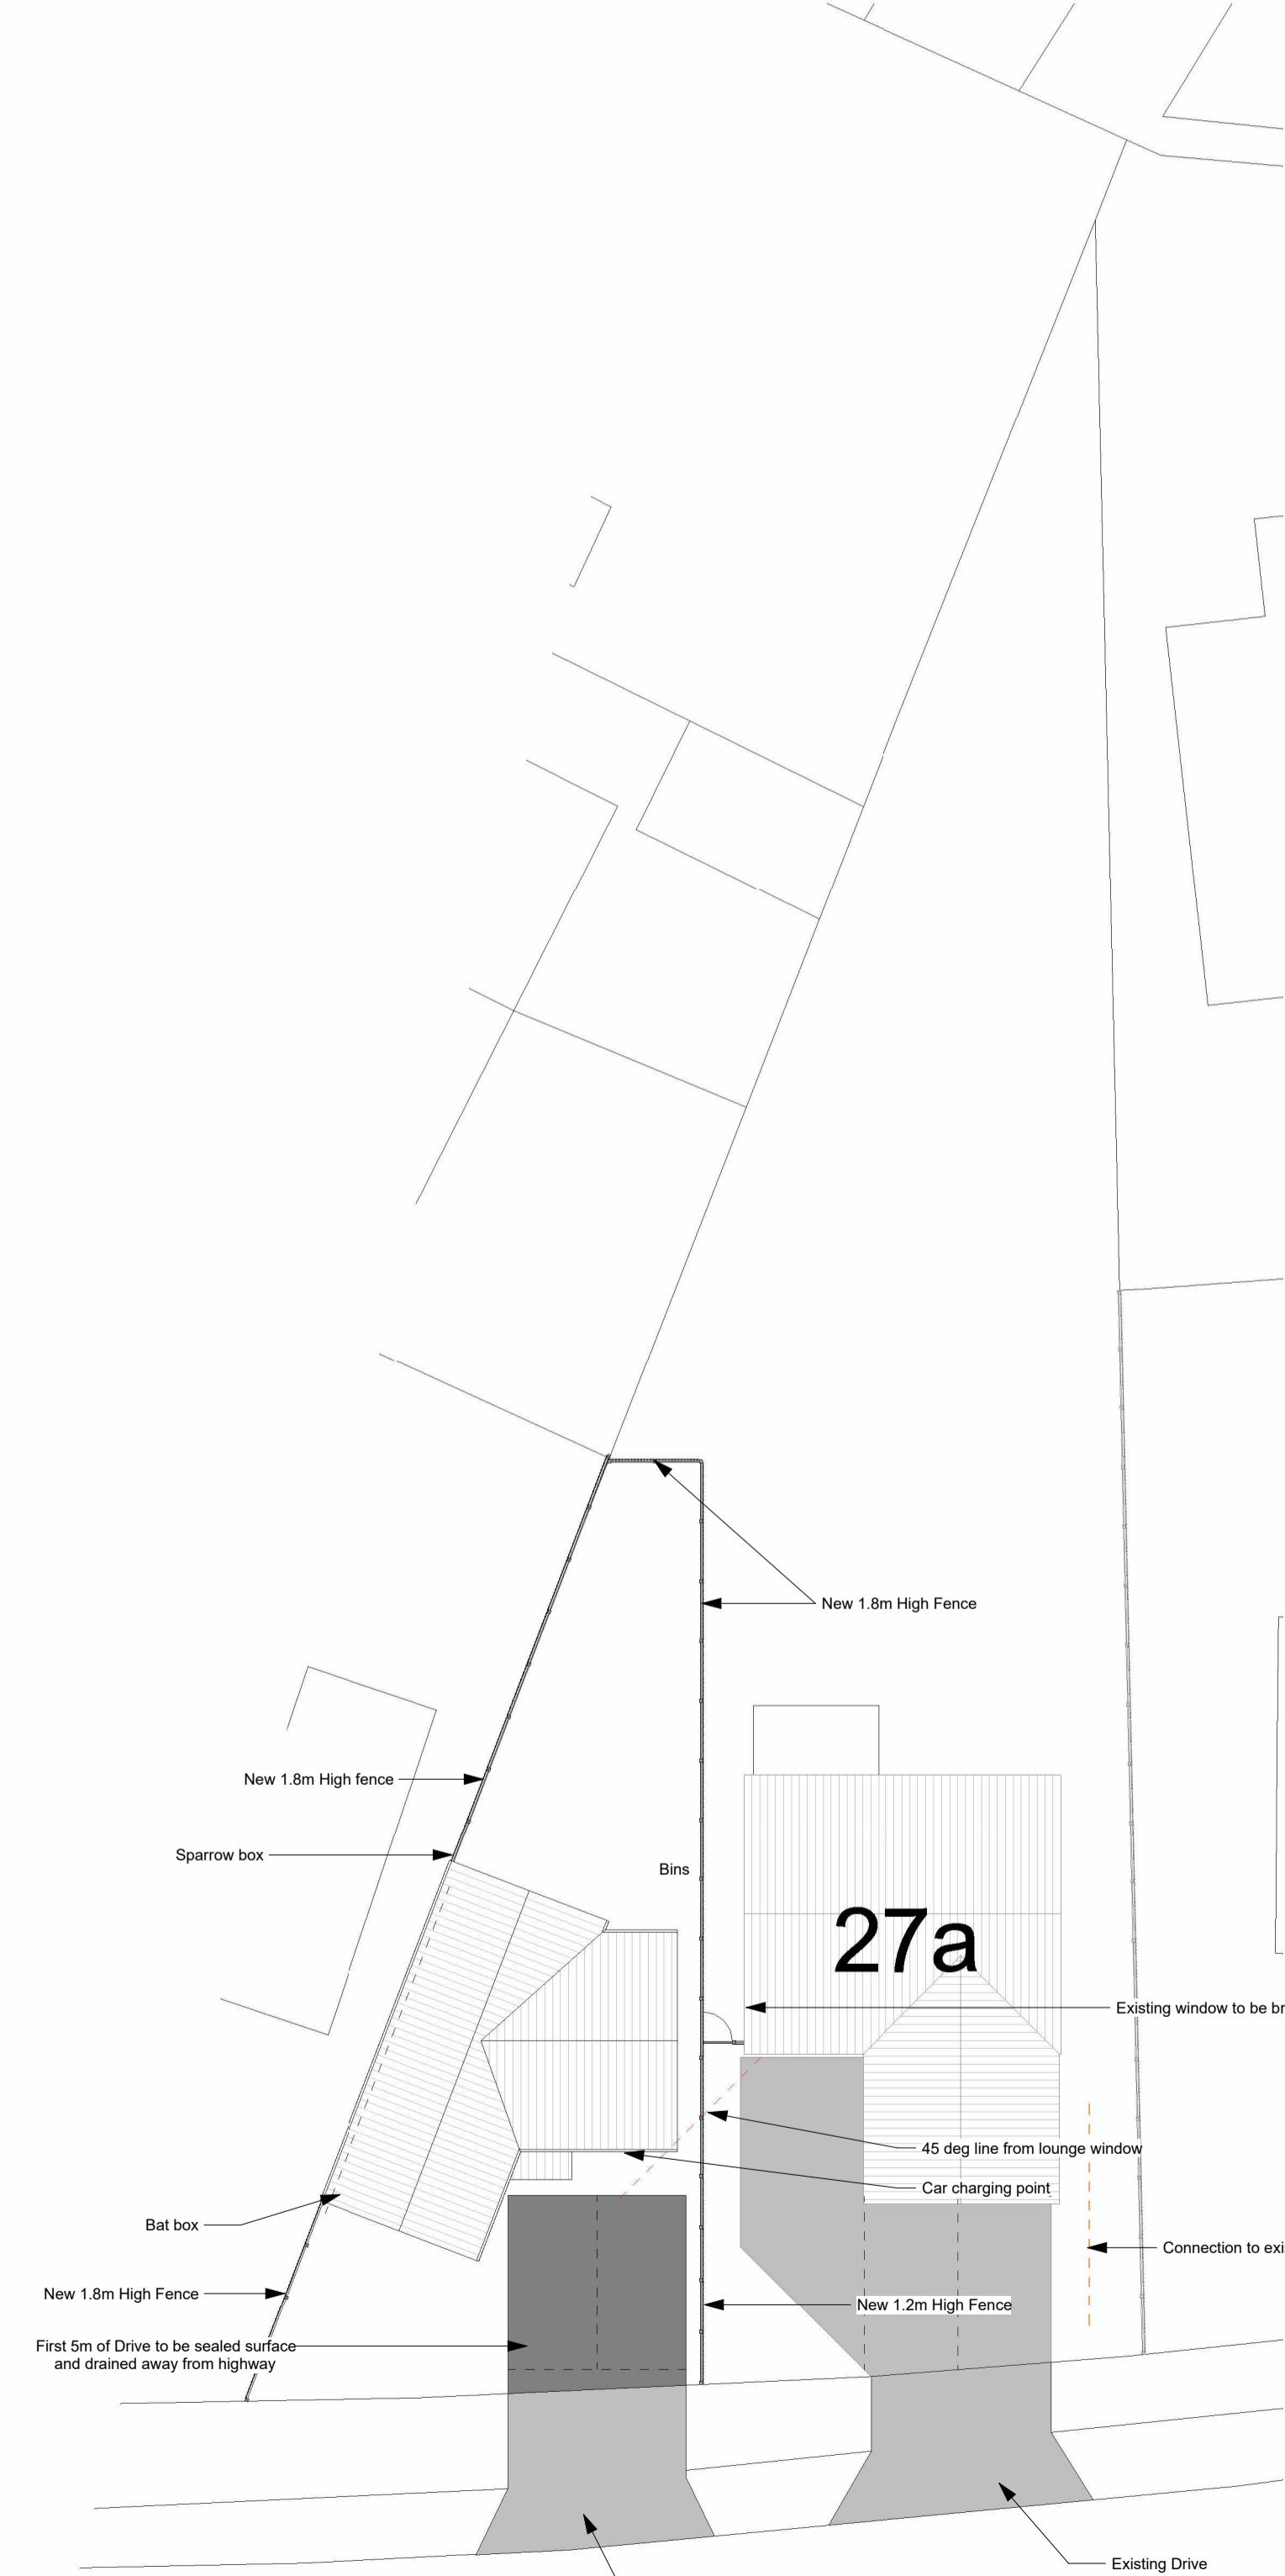 New 1.8m High Fence
New 1.8m High fence
Sparrow box
Bins
27a
Existing window to be br
45 deg line from lounge window
Car charging point
Bat box
Connection to exi
New 1.8m High Fence
New 1.2m High Fence
First 5m of Drive to be sealed surface
and drained away from highway
Existing Drive